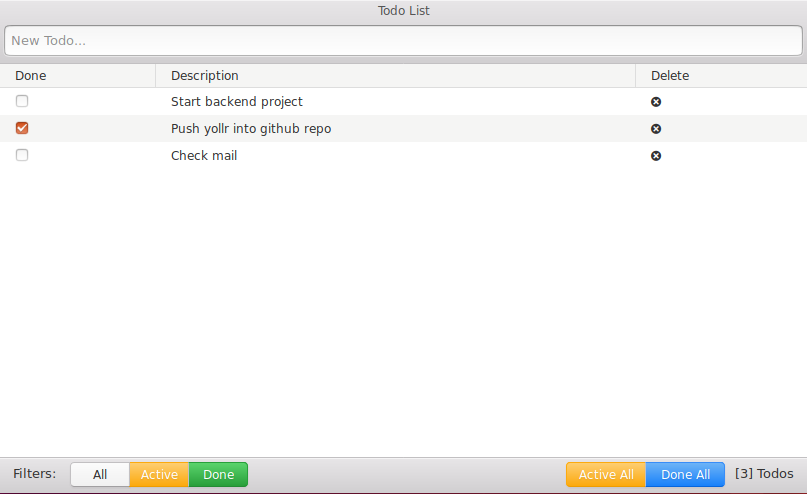 Todo List
New Todo...
Done Description Delete
Start backend project
Push yollr into github repo
Check mail
Filters: All Active Done Active All Done All [3] Todos